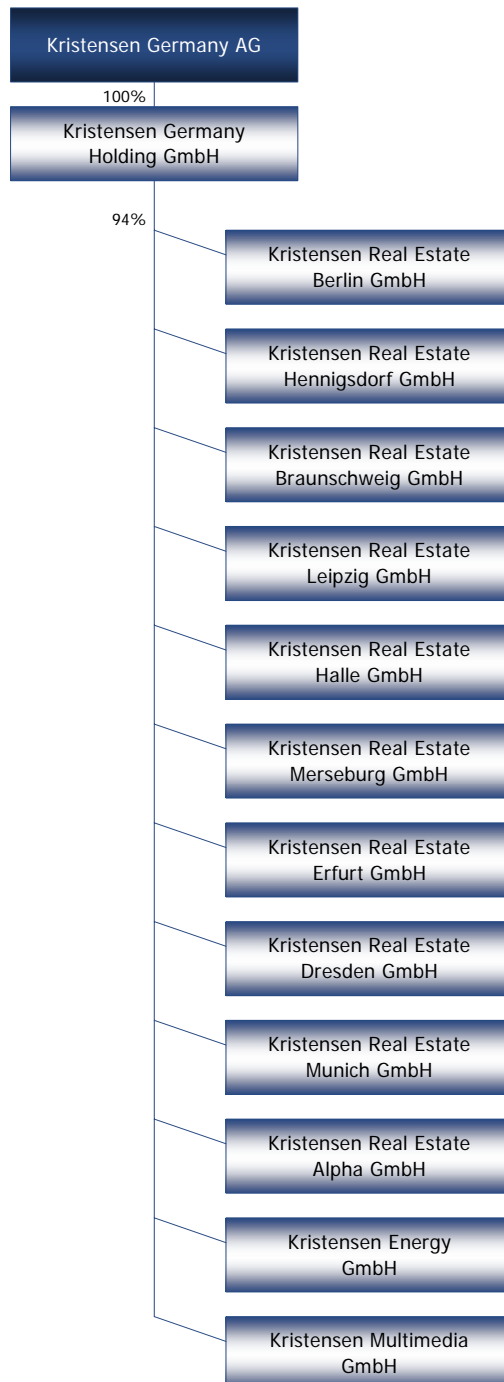 Kristensen Germany AG
100%
Kristensen Germany
Holding GmbH
94%
Kristensen Real Estate
Berlin GmbH
Kristensen Real Estate
Hennigsdorf GmbH
Kristensen Real Estate
Braunschweig GmbH
Kristensen Real Estate
Leipzig GmbH
Kristensen Real Estate
Halle GmbH
Kristensen Real Estate
Merseburg GmbH
Kristensen Real Estate
Erfurt GmbH
Kristensen Real Estate
Dresden GmbH
Kristensen Real Estate
Munich GmbH
Kristensen Real Estate
Alpha GmbH
Kristensen Energy
GmbH
Kristensen Multimedia
GmbH